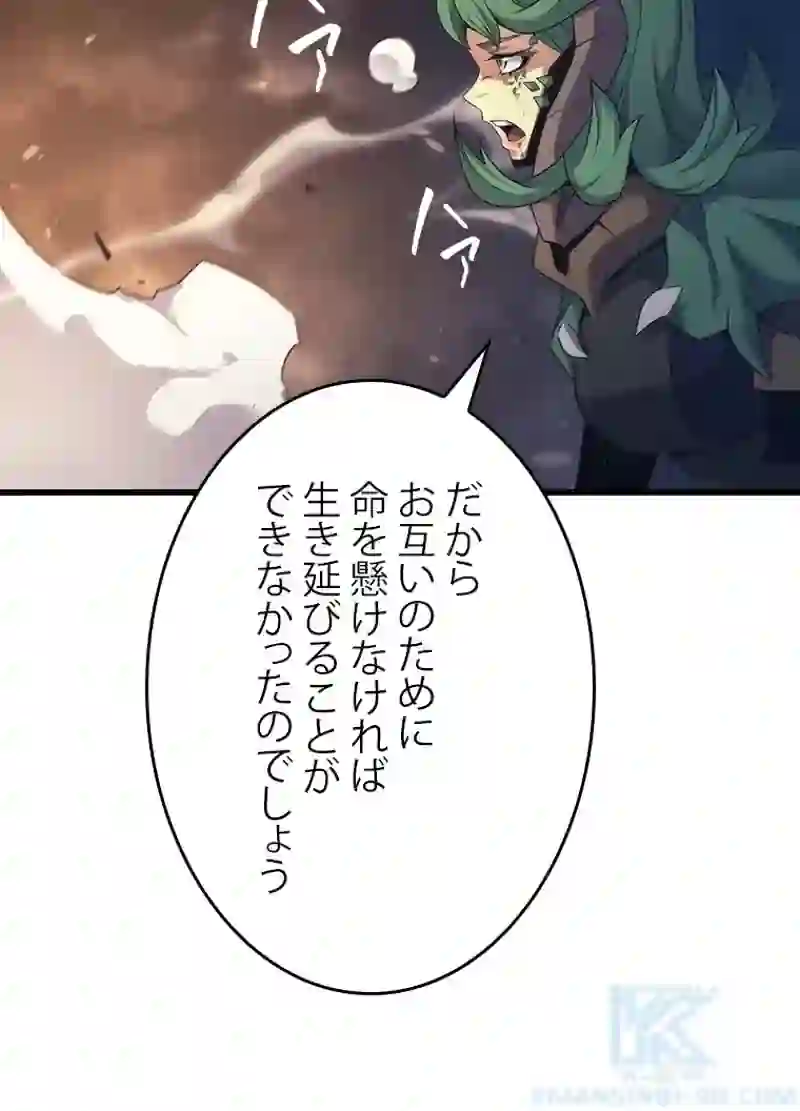 ハァ
ハァ
だから
お互いのために
命を懸けなければ
生き延びることが
できなかったのでしょう